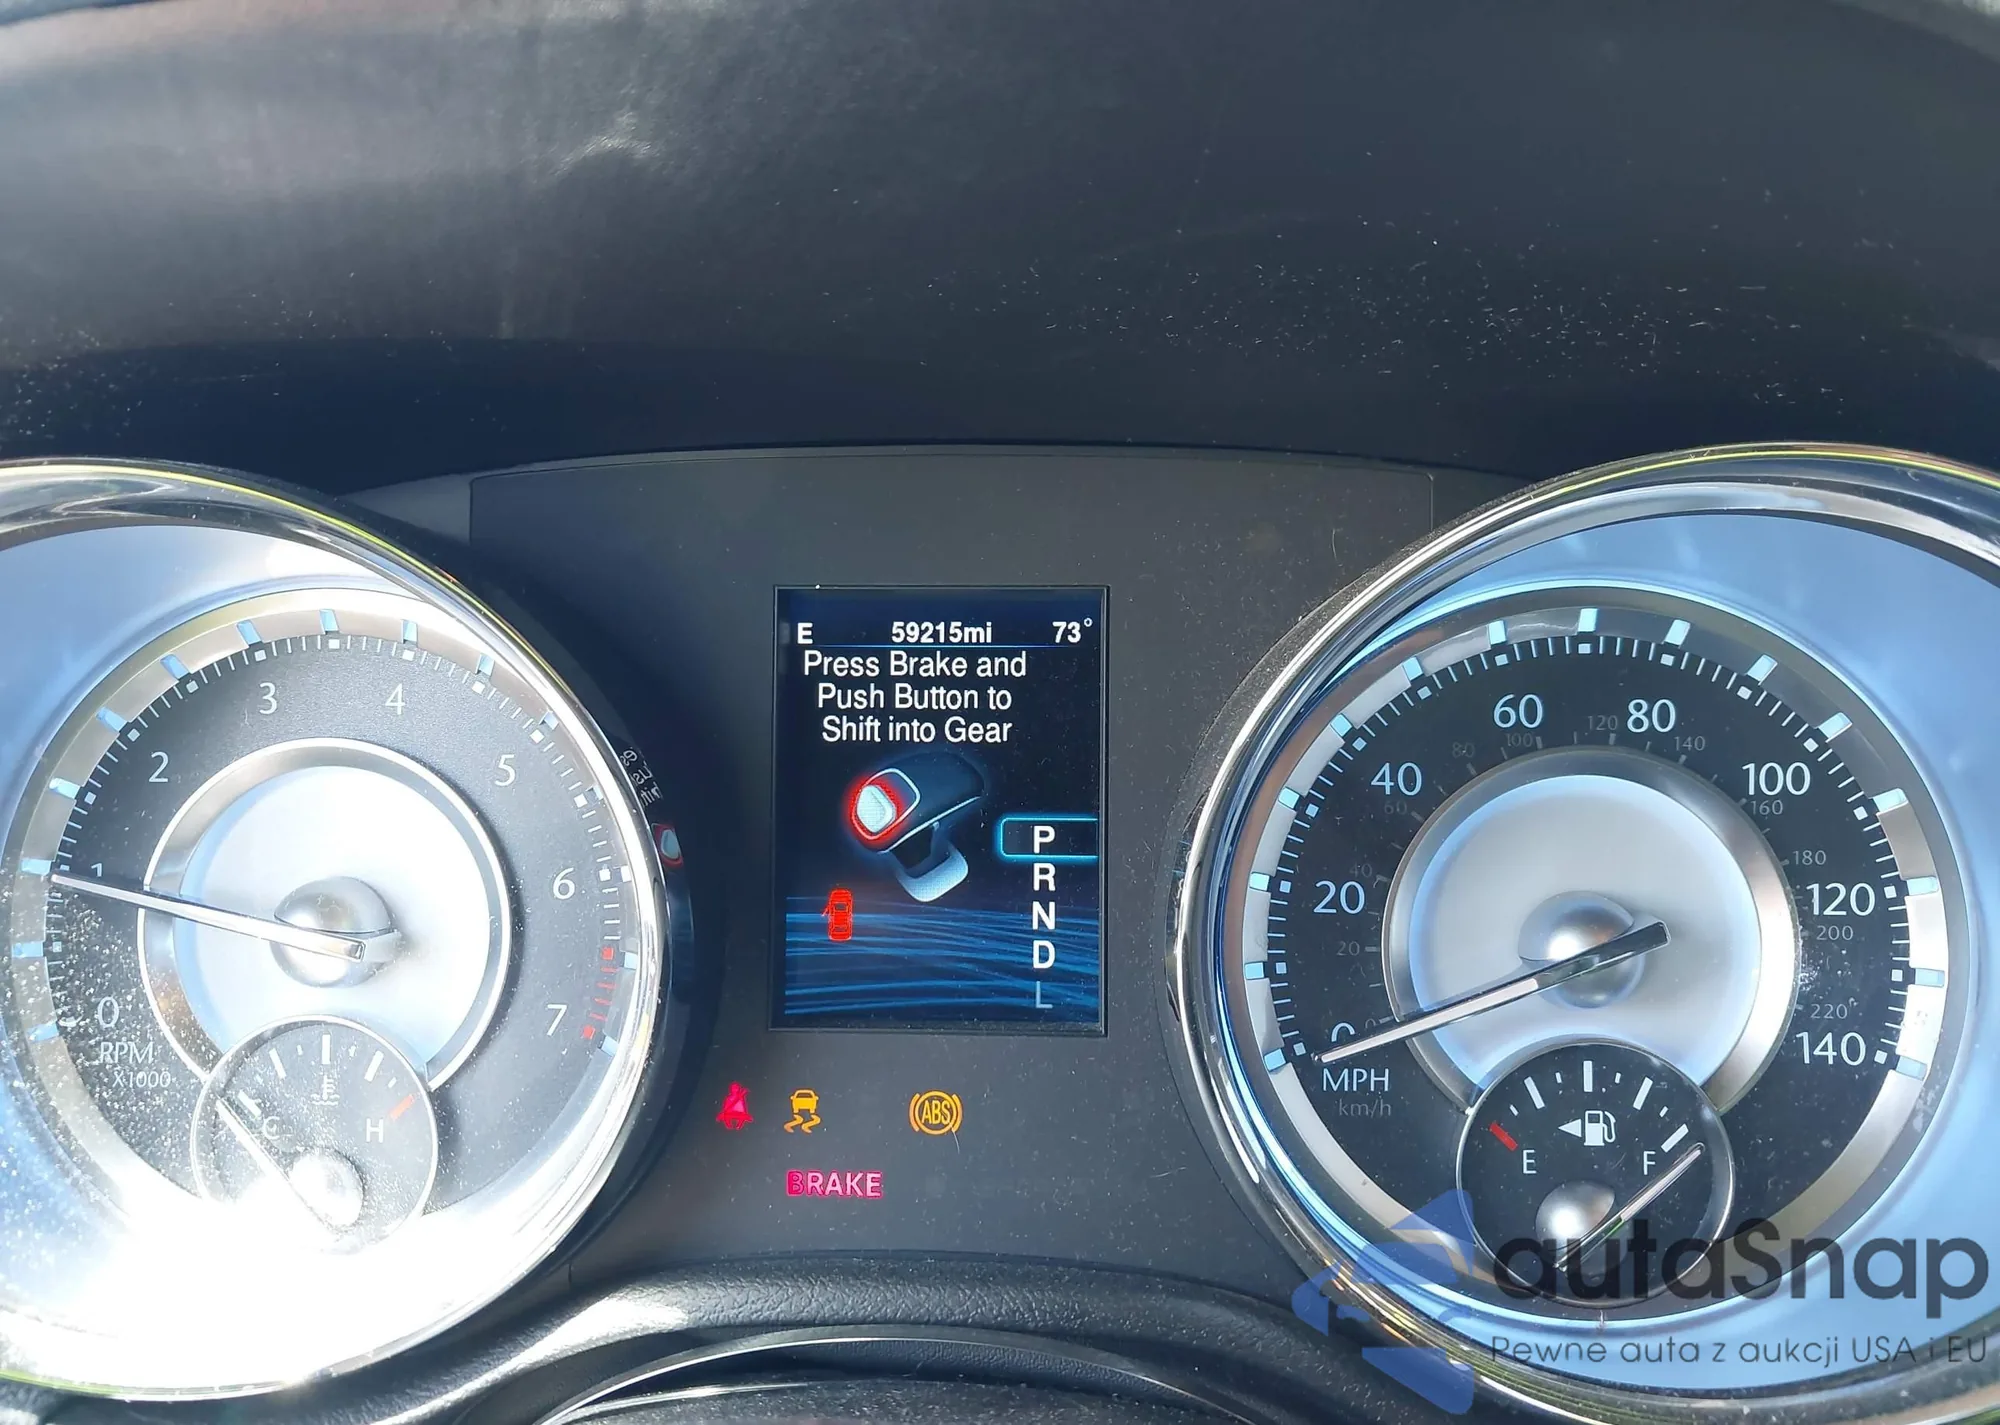 E 59215mi 73°
Press Brake and
Push Button to
Shift into Gear
P
R
N
D
L
0 1 2 3 4 5 6 7
RPM
X1000
C H
0 20 40 60 80 100 120 140
20 40 60 80 100 120 140 160 180 200 220
MPH
km/h
E F
ABS
BRAKE
autaSnap
Pewne auta z aukcji USA i EU